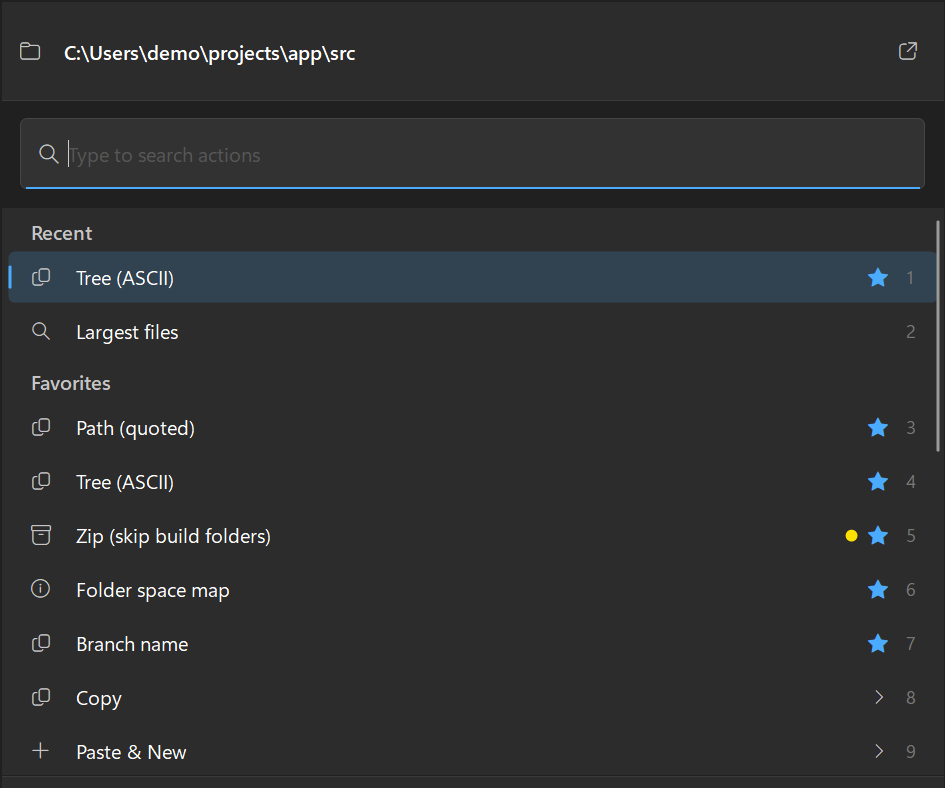 C:\Users\demo\projects\app\src
Type to search actions
Recent
Tree (ASCII) 1
Largest files 2
Favorites
Path (quoted) 3
Tree (ASCII) 4
Zip (skip build folders) 5
Folder space map 6
Branch name 7
Copy 8
Paste & New 9